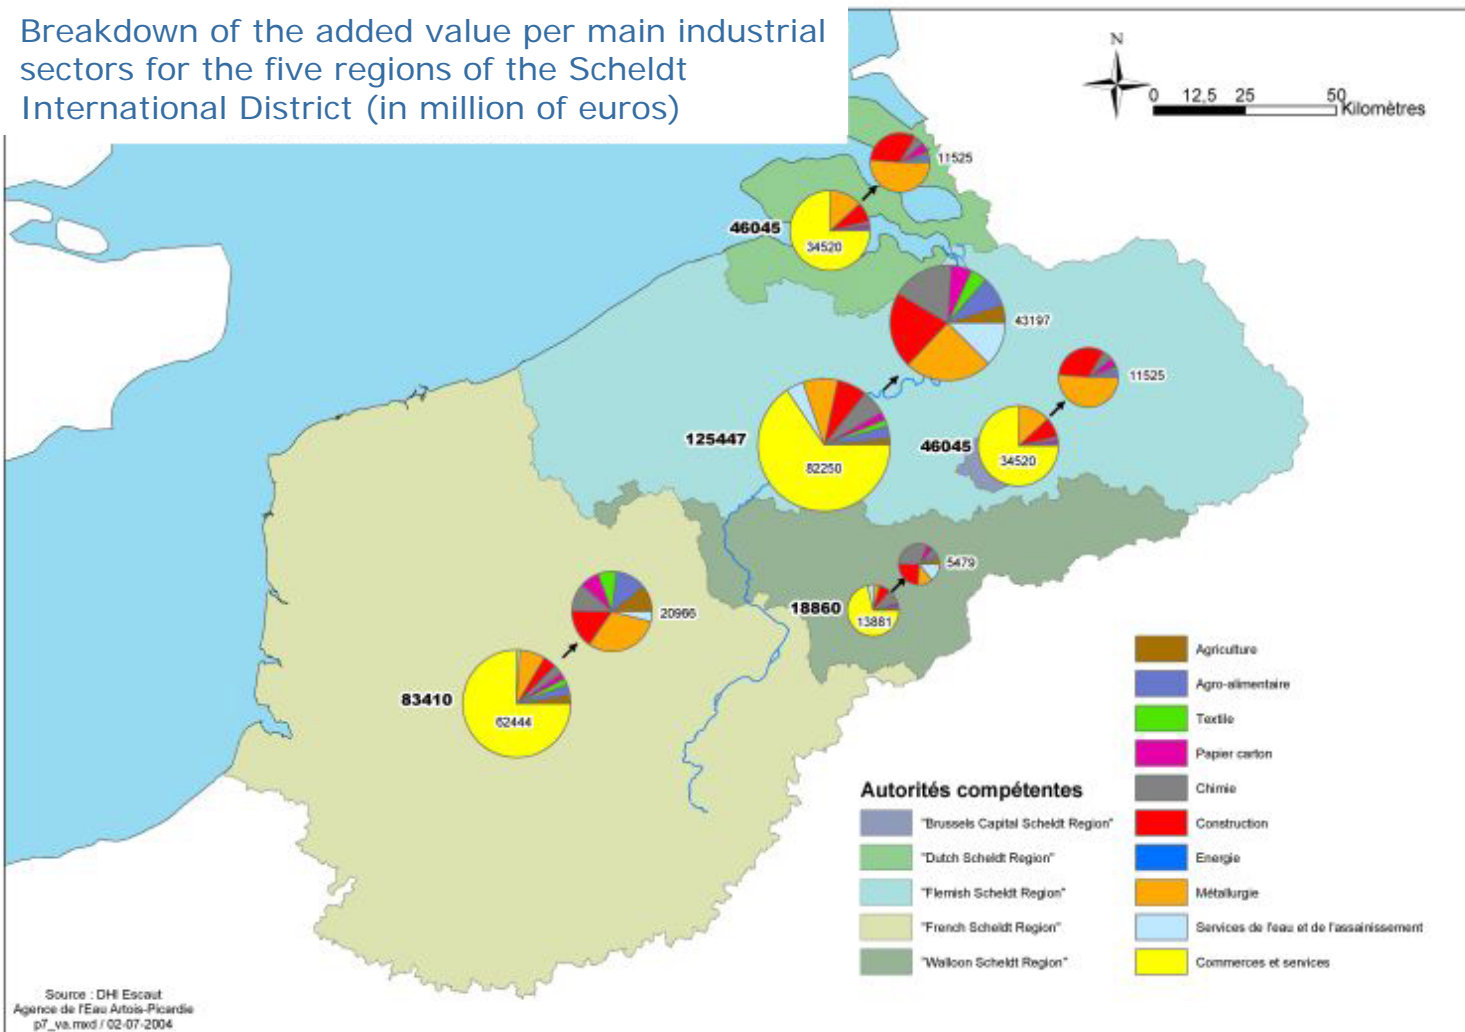 Breakdown of the added value per main industrial
sectors for the five regions of the Scheldt
International District (in million of euros)
N
0 12,5 25 50
Kilomètres
11525
46045
34520
43197
11525
125447
82250
46045
34520
5479
18860
13881
20966
83410
62444
Autorités compétentes
"Brussels Capital Scheldt Region"
"Dutch Scheldt Region"
"Flemish Scheldt Region"
"French Scheldt Region"
"Walloon Scheldt Region"
Agriculture
Agro-alimentaire
Textile
Papier carton
Chimie
Construction
Energie
Métallurgie
Services de l'eau et de l'assainissement
Commerces et services
Source : DHI Escaut
Agence de l'Eau Artois-Picardie
p7_va.mxd / 02-07-2004